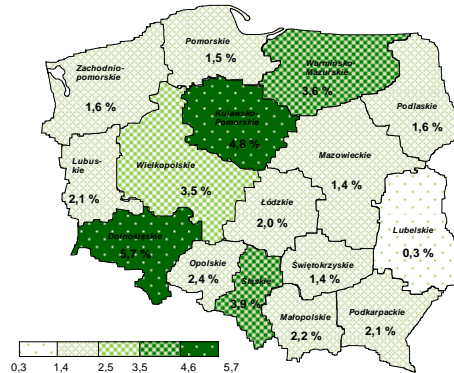 Pomorskie
1,5 %
Zachodnio-
pomorskie
1,6 %
Warmińsko-
Mazurskie
3,6 %
Podlaskie
1,6 %
Kujawsko-
Pomorskie
4,8 %
Mazowieckie
1,4 %
Lubus-
kie
2,1 %
Wielkopolskie
3,5 %
Łódzkie
2,0 %
Lubelskie
0,3 %
Dolnośląskie
5,7 %
Opolskie
2,4 %
Śląskie
3,9 %
Świętokrzyskie
1,4 %
Małopolskie
2,2 %
Podkarpackie
2,1 %
0,3 1,4 2,5 3,5 4,6 5,7